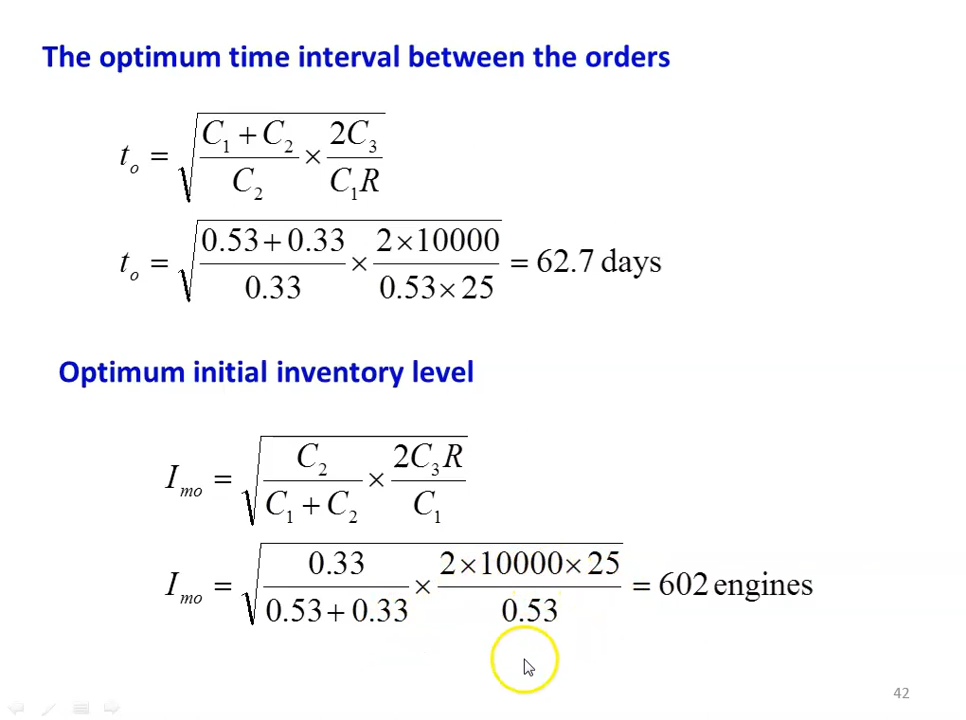 The optimum time interval between the orders
t_o = √((C_1 + C_2)/C_2 × 2C_3/(C_1R))
t_o = √((0.53 + 0.33)/0.33 × (2 × 10000)/(0.53 × 25)) = 62.7 days
Optimum initial inventory level
I_mo = √(C_2/(C_1 + C_2) × 2C_3R/C_1)
I_mo = √(0.33/(0.53 + 0.33) × (2 × 10000 × 25)/0.53) = 602 engines
42